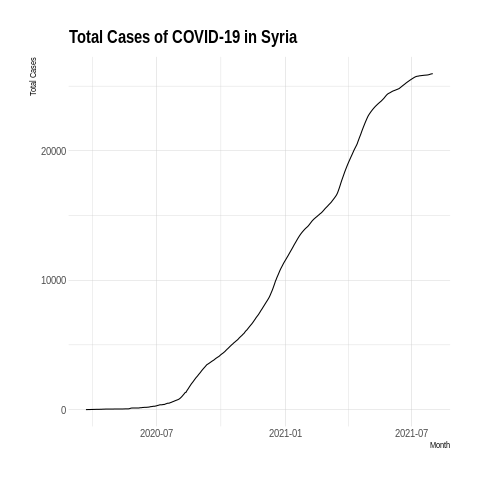 Total Cases of COVID-19 in Syria
Total Cases
20000
10000
0
2020-07
2021-01
2021-07
Month